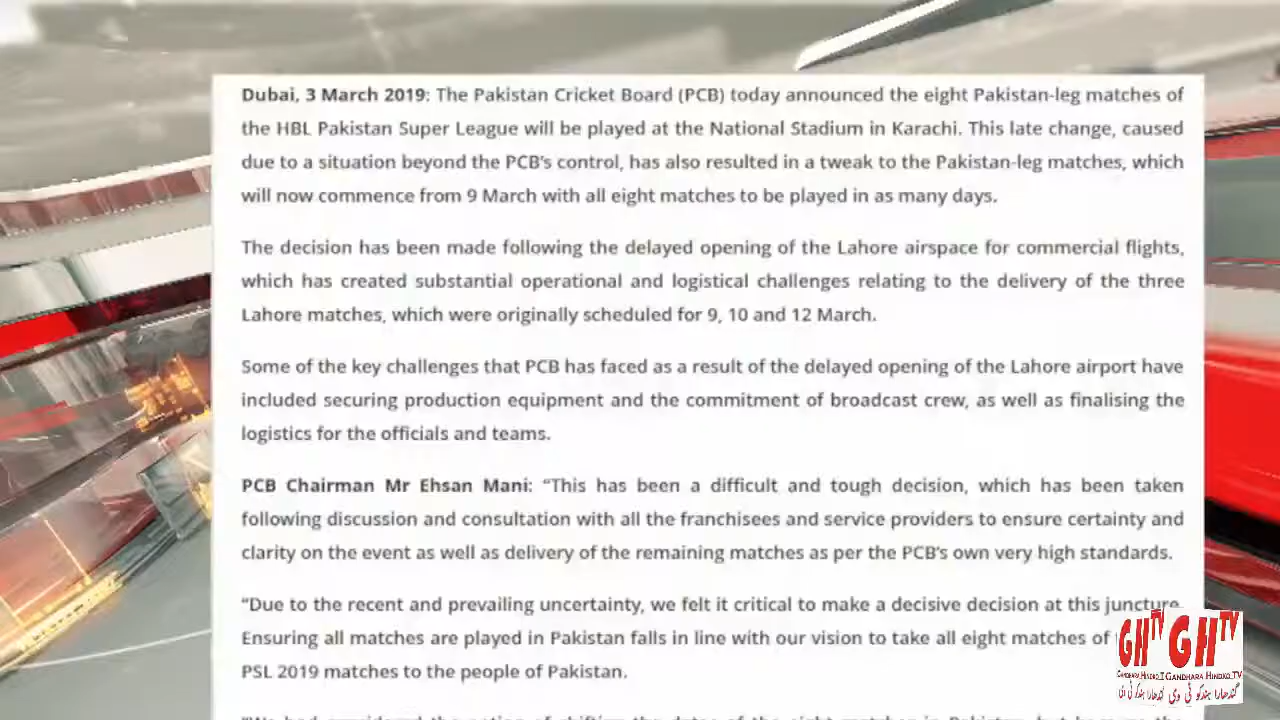 Dubai, 3 March 2019: The Pakistan Cricket Board (PCB) today announced the eight Pakistan-leg matches of
the HBL Pakistan Super League will be played at the National Stadium in Karachi. This late change, caused
due to a situation beyond the PCB's control, has also resulted in a tweak to the Pakistan-leg matches, which
will now commence from 9 March with all eight matches to be played in as many days.
The decision has been made following the delayed opening of the Lahore airspace for commercial flights,
which has created substantial operational and logistical challenges relating to the delivery of the three
Lahore matches, which were originally scheduled for 9, 10 and 12 March.
Some of the key challenges that PCB has faced as a result of the delayed opening of the Lahore airport have
included securing production equipment and the commitment of broadcast crew, as well as finalising the
logistics for the officials and teams.
PCB Chairman Mr Ehsan Mani: “This has been a difficult and tough decision, which has been taken
following discussion and consultation with all the franchisees and service providers to ensure certainty and
clarity on the event as well as delivery of the remaining matches as per the PCB's own very high standards.
“Due to the recent and prevailing uncertainty, we felt it critical to make a decisive decision at this juncture.
Ensuring all matches are played in Pakistan falls in line with our vision to take all eight matches of
PSL 2019 matches to the people of Pakistan.
GHTV GHTV
GANDHARA HINDKO T GANDHARA HINDKO TV
گندھارا ہندکو ٹی وی